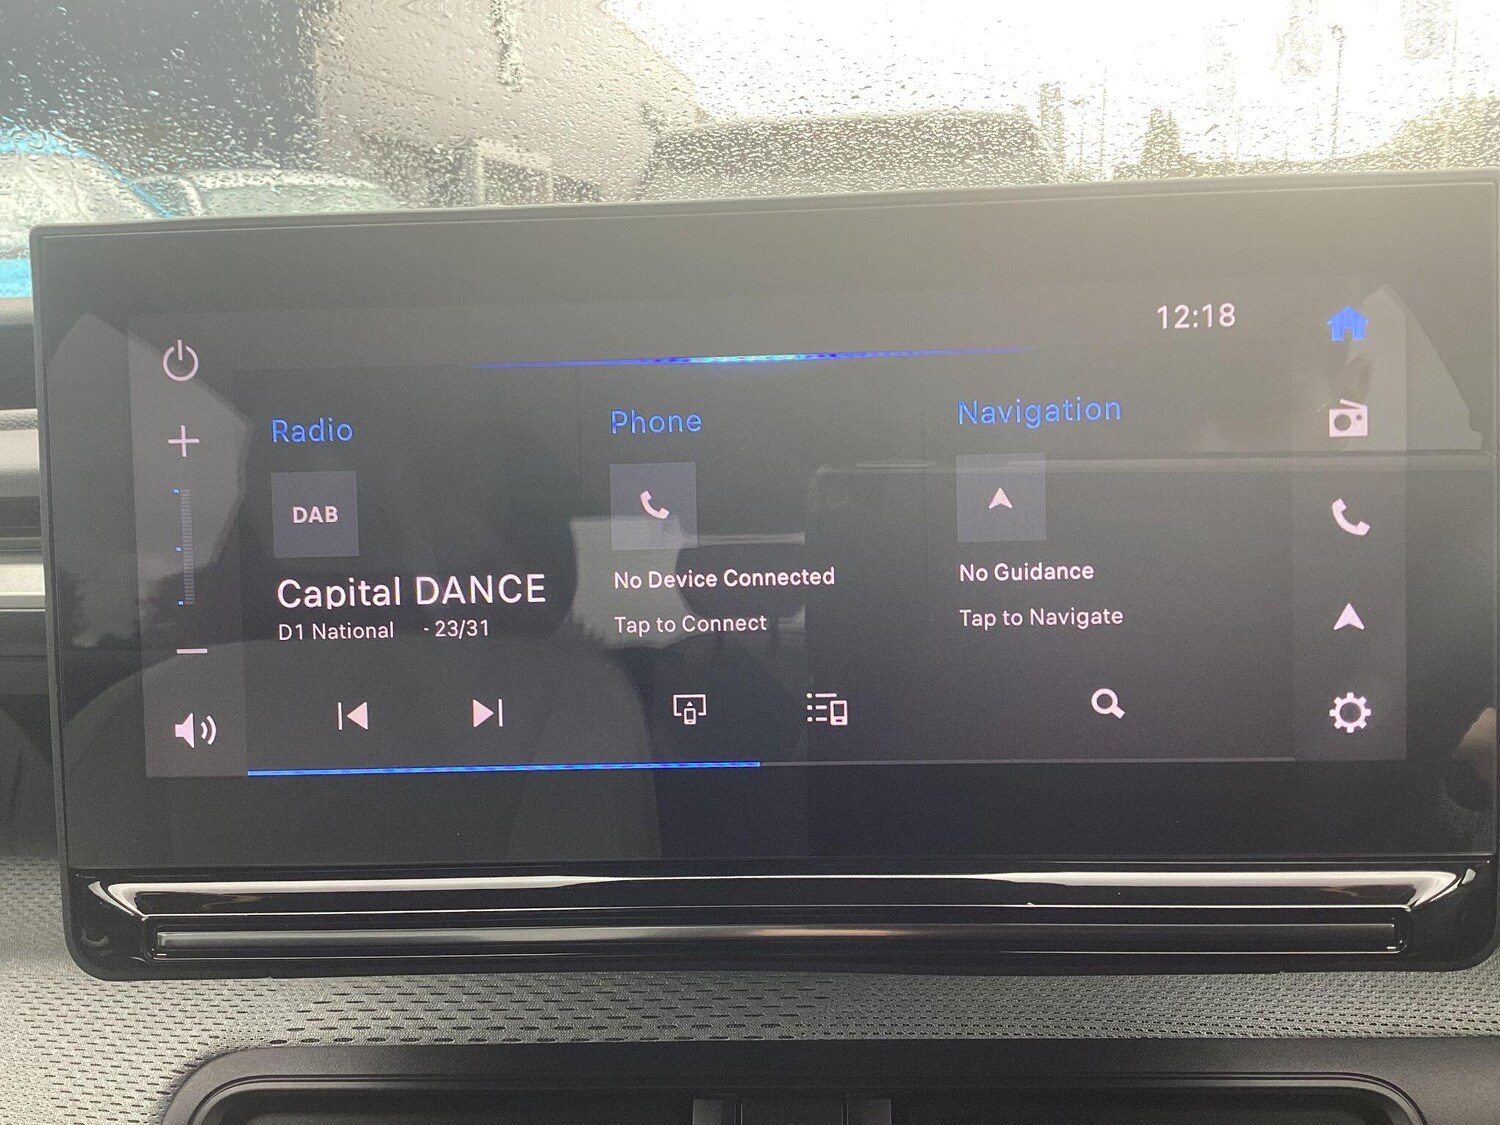 12:18
Radio
Phone
Navigation
DAB
Capital DANCE
D1 National - 23/31
No Device Connected
Tap to Connect
No Guidance
Tap to Navigate